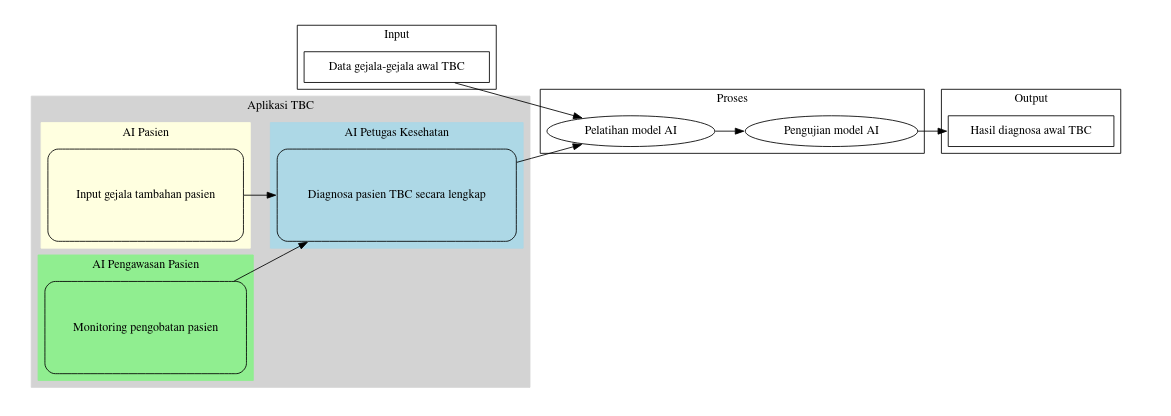 Input
Data gejala-gejala awal TBC
Aplikasi TBC
AI Pasien
Input gejala tambahan pasien
AI Petugas Kesehatan
Diagnosa pasien TBC secara lengkap
AI Pengawasan Pasien
Monitoring pengobatan pasien
Proses
Pelatihan model AI
Pengujian model AI
Output
Hasil diagnosa awal TBC